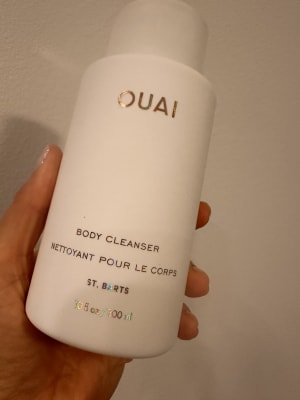 OUAI
BODY CLEANSER
NETTOYANT POUR LE CORPS
ST. BARTS